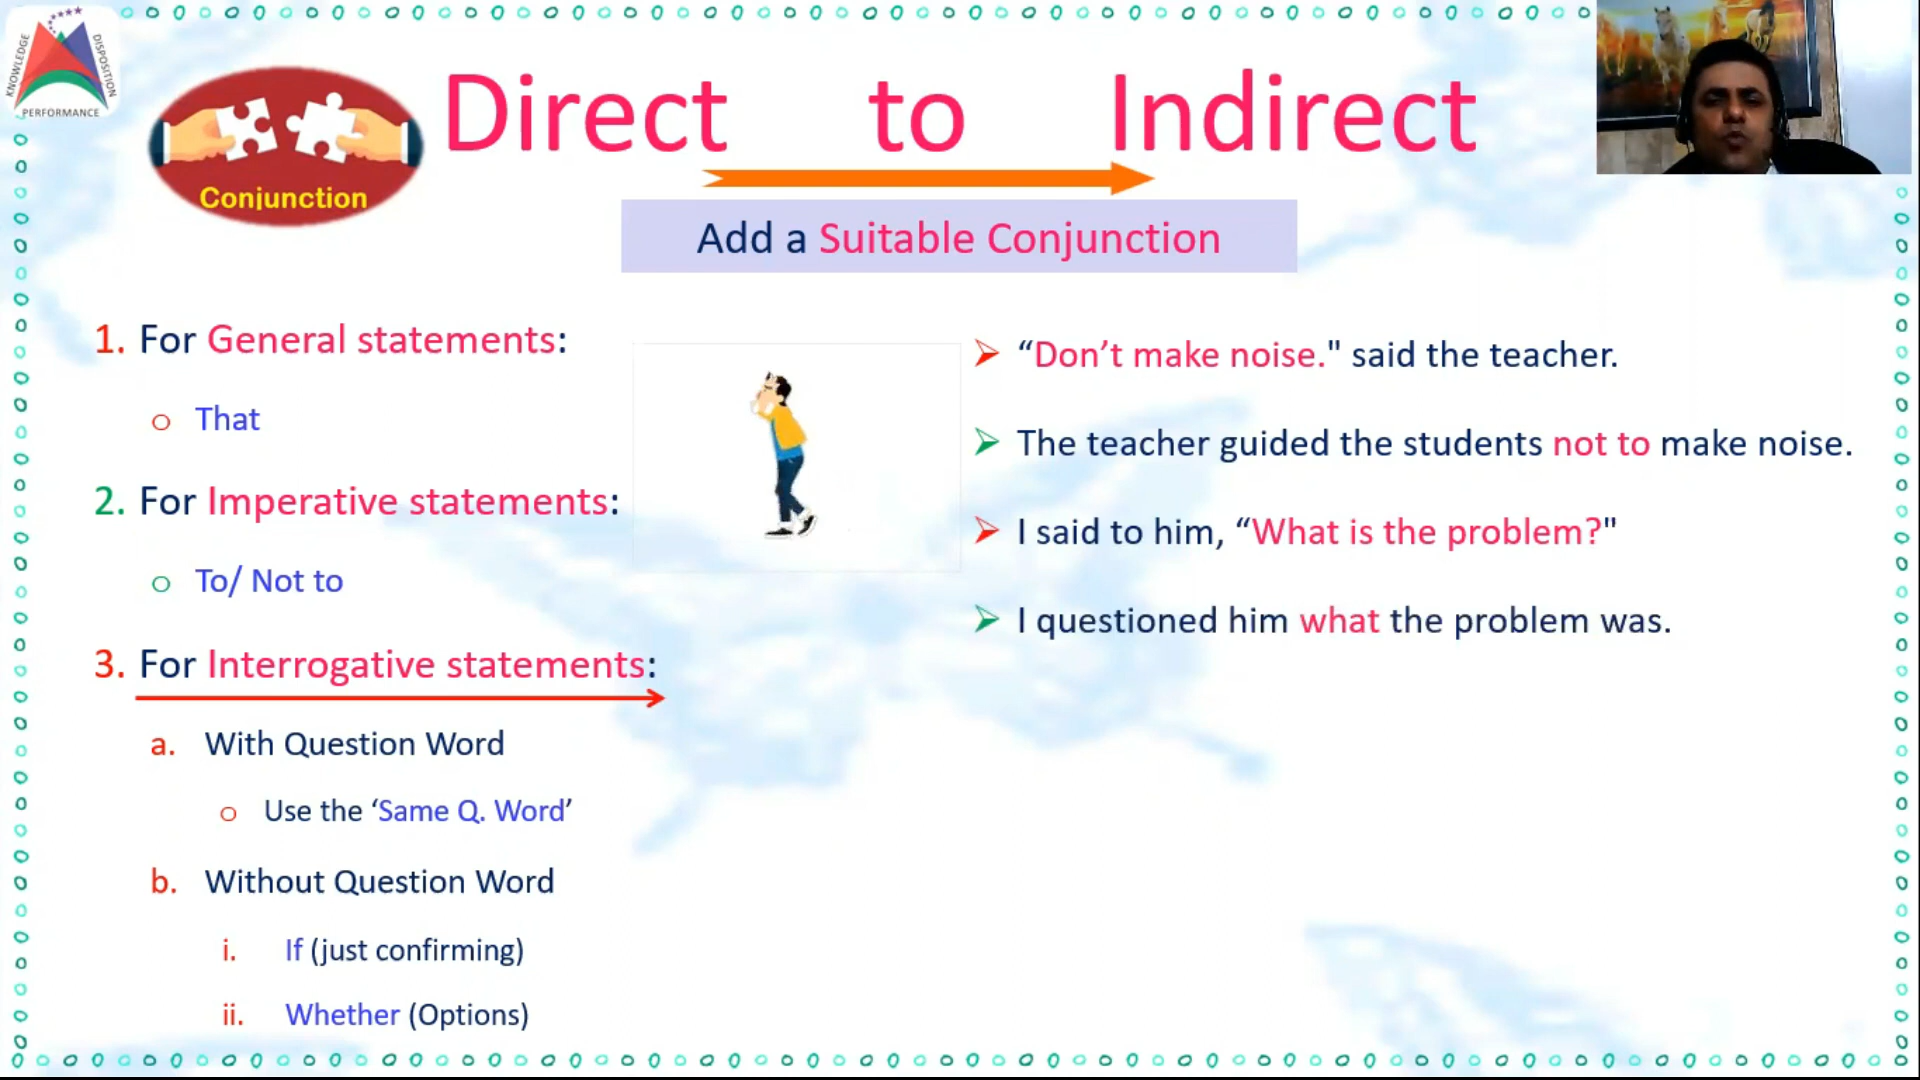 KNOWLEDGE
DISPOSITION
PERFORMANCE
Conjunction
Direct to Indirect
Add a Suitable Conjunction
1. For General statements:
o That
2. For Imperative statements:
o To/ Not to
3. For Interrogative statements:
a. With Question Word
o Use the ‘Same Q. Word’
b. Without Question Word
i. If (just confirming)
ii. Whether (Options)
“Don’t make noise." said the teacher.
The teacher guided the students not to make noise.
I said to him, “What is the problem?"
I questioned him what the problem was.